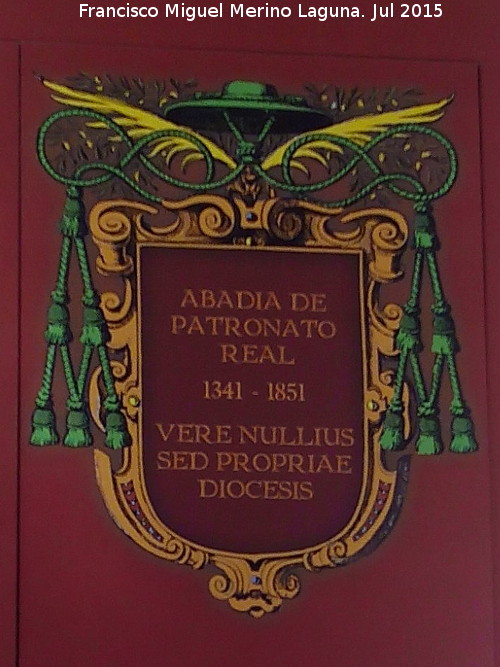 Francisco Miguel Merino Laguna. Jul 2015
ABADIA DE
PATRONATO
REAL
1341 - 1851
VERE NULLIUS
SED PROPRIAE
DIOCESIS